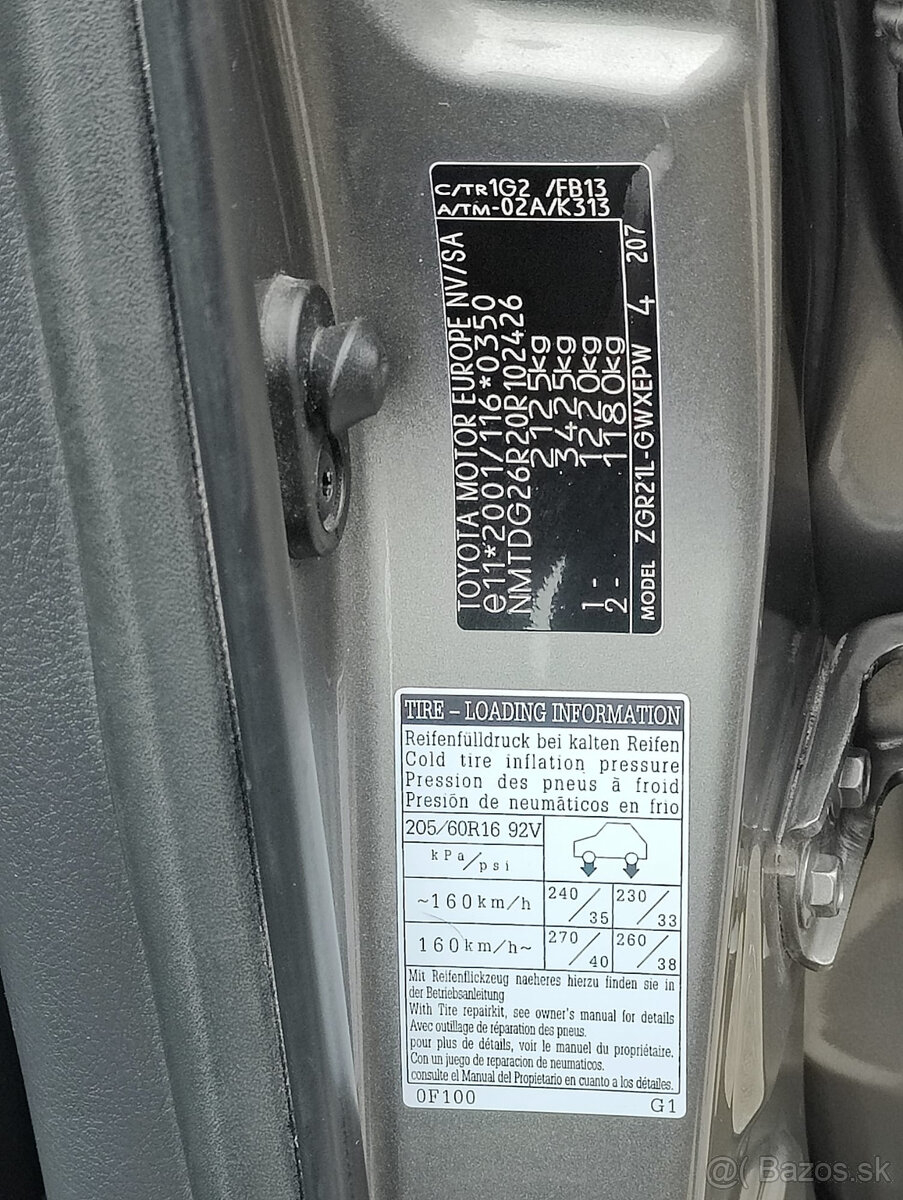 C/TR 1G2 /FB13
A/TM -02A/K313
TOYOTA MOTOR EUROPE NV/SA
e11*2001/116*0350
NMTDG26R20R102426
2125kg
3425kg
1- 1220kg
2- 1180kg
MODEL ZGR21L-GWXEPW 4 207
TIRE - LOADING INFORMATION
Reifenfülldruck bei kalten Reifen
Cold tire inflation pressure
Pression des pneus à froid
Presión de neumáticos en frio
205/60R16 92V
kPa/psi
~160km/h 240/35 230/33
160km/h~ 270/40 260/38
Mit Reifenflickzeug naeheres hierzu finden sie in
der Betriebsanleitung
With Tire repairkit, see owner's manual for details
Avec outillage de réparation des pneus.
pour plus de détails, voir le manuel du propriétaire.
Con un juego de reparacion de neumaticos.
consulte el Manual del Propietario en cuanto a los détailes.
0F100 G1
@( Bazos.sk